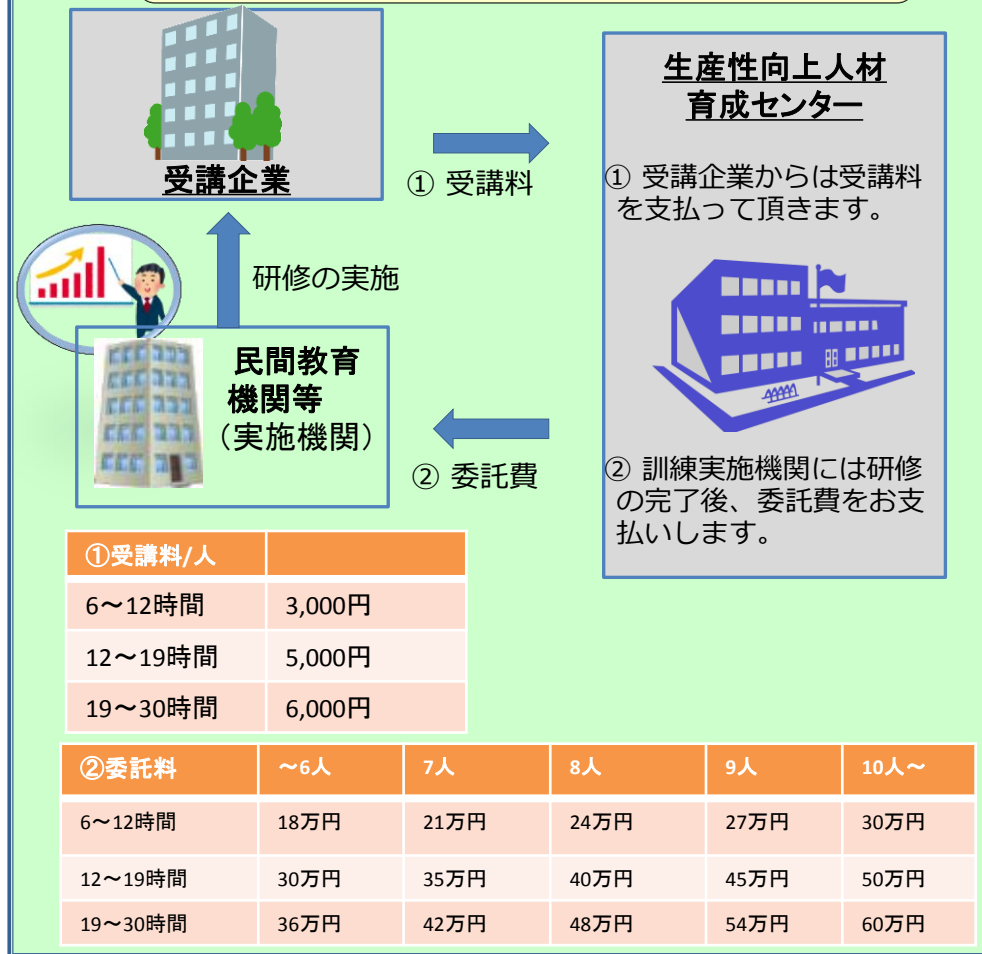 受講企業
① 受講料
生産性向上人材
育成センター
① 受講企業からは受講料
を支払って頂きます。
研修の実施
民間教育
機関等
（実施機関）
② 委託費
② 訓練実施機関には研修
の完了後、委託費をお支
払いします。
①受講料/人
6～12時間 3,000円
12～19時間 5,000円
19～30時間 6,000円
②委託料 ～6人 7人 8人 9人 10人～
6～12時間 18万円 21万円 24万円 27万円 30万円
12～19時間 30万円 35万円 40万円 45万円 50万円
19～30時間 36万円 42万円 48万円 54万円 60万円